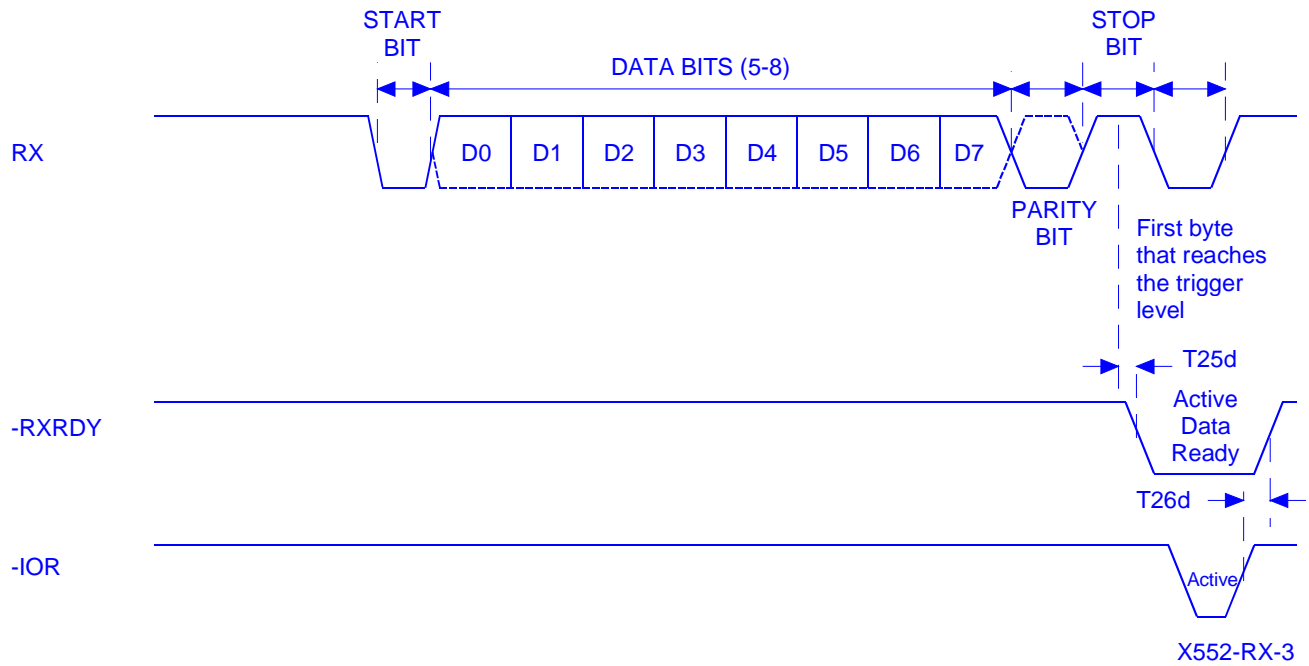 START
BIT
STOP
BIT
DATA BITS (5-8)
RX
D0 D1 D2 D3 D4 D5 D6 D7
PARITY
BIT
First byte
that reaches
the trigger
level
T25d
-RXRDY
Active
Data
Ready
T26d
-IOR
Active
X552-RX-3